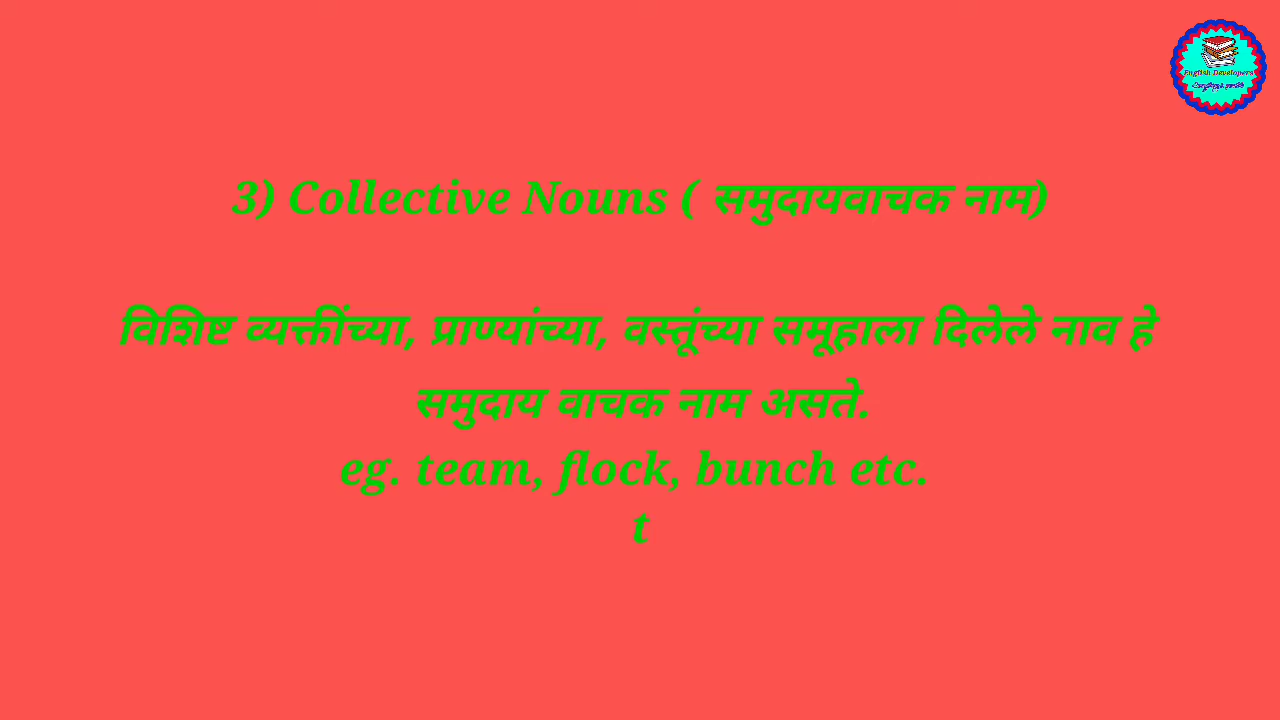 English Developers
3) Collective Nouns ( समुदायवाचक नाम)
विशिष्ट व्यक्तींच्या, प्राण्यांच्या, वस्तूंच्या समूहाला दिलेले नाव हे
समुदाय वाचक नाम असते.
eg. team, flock, bunch etc.
t